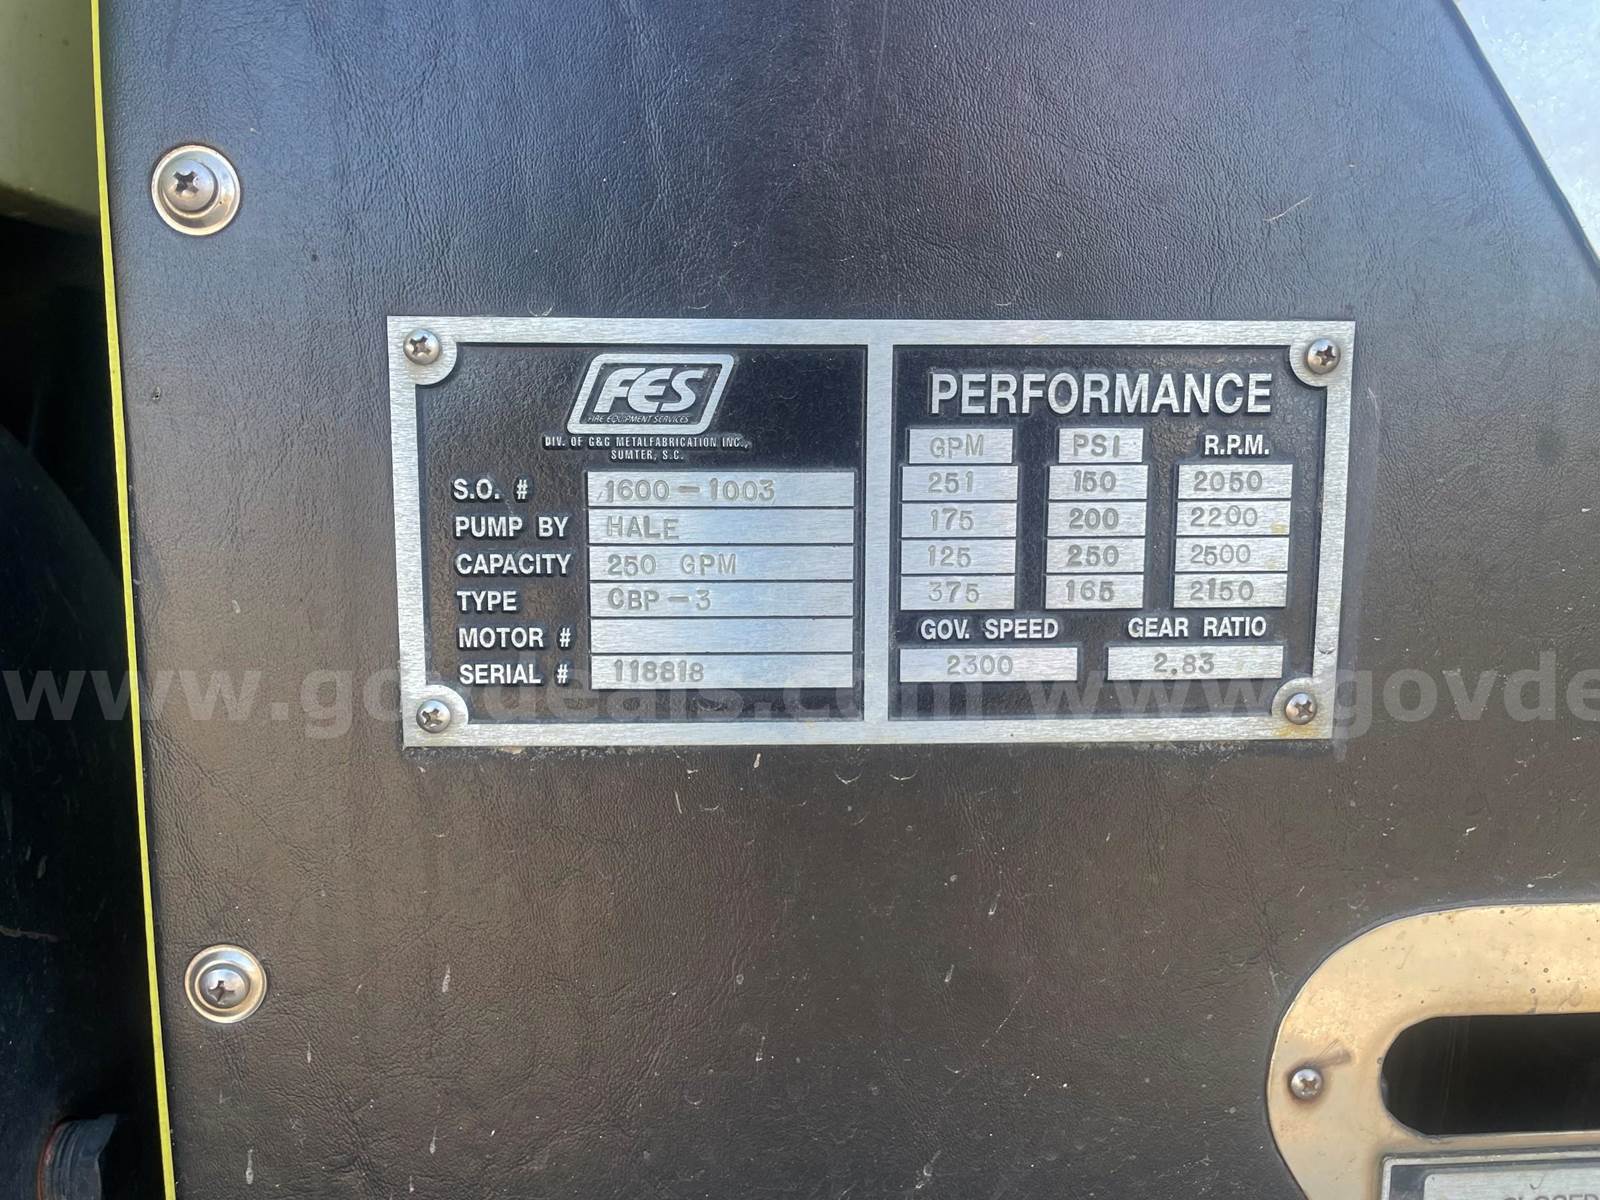 FES
FIRE EQUIPMENT SERVICES
DIV. OF G&G METALFABRICATION INC.,
SUMTER, S.C.
S.O. # 1600-1003
PUMP BY HALE
CAPACITY 250 GPM
TYPE CBP-3
MOTOR #
SERIAL # 118818
PERFORMANCE
GPM PSI R.P.M.
251 150 2050
175 200 2200
125 250 2500
375 165 2150
GOV. SPEED GEAR RATIO
2300 2.83
www.govdeals.com www.govde